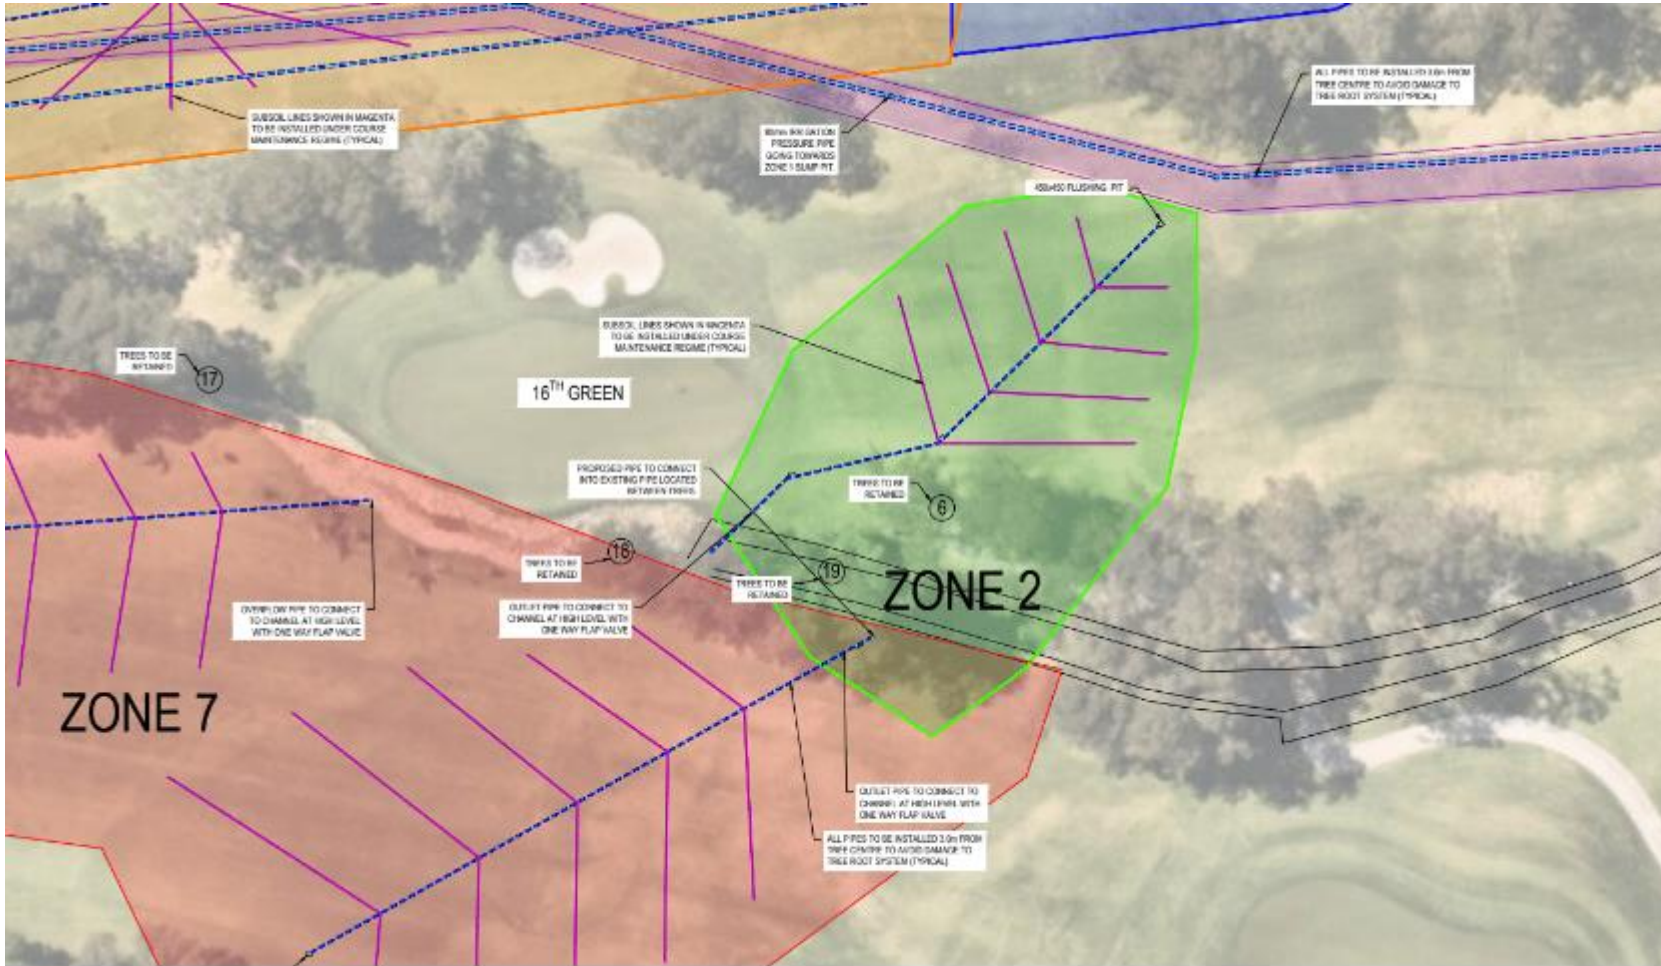 ALL PIPES TO BE INSTALLED 3.0m FROM
TREE CENTRE TO AVOID DAMAGE TO
TREE ROOT SYSTEM (TYPICAL)
SUBSOIL LINES SHOWN IN MAGENTA
TO BE INSTALLED UNDER COURSE
MAINTENANCE REGIME (TYPICAL)
IRRIGATION
PRESSURE PIPE
GOING TOWARDS
ZONE 1 SUMP PIT
450x450 FLUSHING PIT
SUBSOIL LINES SHOWN IN MAGENTA
TO BE INSTALLED UNDER COURSE
MAINTENANCE REGIME (TYPICAL)
TREES TO BE
RETAINED
17
16TH GREEN
PROPOSED PIPE TO CONNECT
INTO EXISTING PIPE LOCATED
BETWEEN TREES
TREES TO BE
RETAINED
6
TREES TO BE
RETAINED
18
TREES TO BE
RETAINED
19
ZONE 2
OVERFLOW PIPE TO CONNECT
TO CHANNEL AT HIGH LEVEL
WITH ONE WAY FLAP VALVE
OUTLET PIPE TO CONNECT TO
CHANNEL AT HIGH LEVEL WITH
ONE WAY FLAP VALVE
ZONE 7
OUTLET PIPE TO CONNECT TO
CHANNEL AT HIGH LEVEL WITH
ONE WAY FLAP VALVE
ALL PIPES TO BE INSTALLED 3.0m FROM
TREE CENTRE TO AVOID DAMAGE TO
TREE ROOT SYSTEM (TYPICAL)